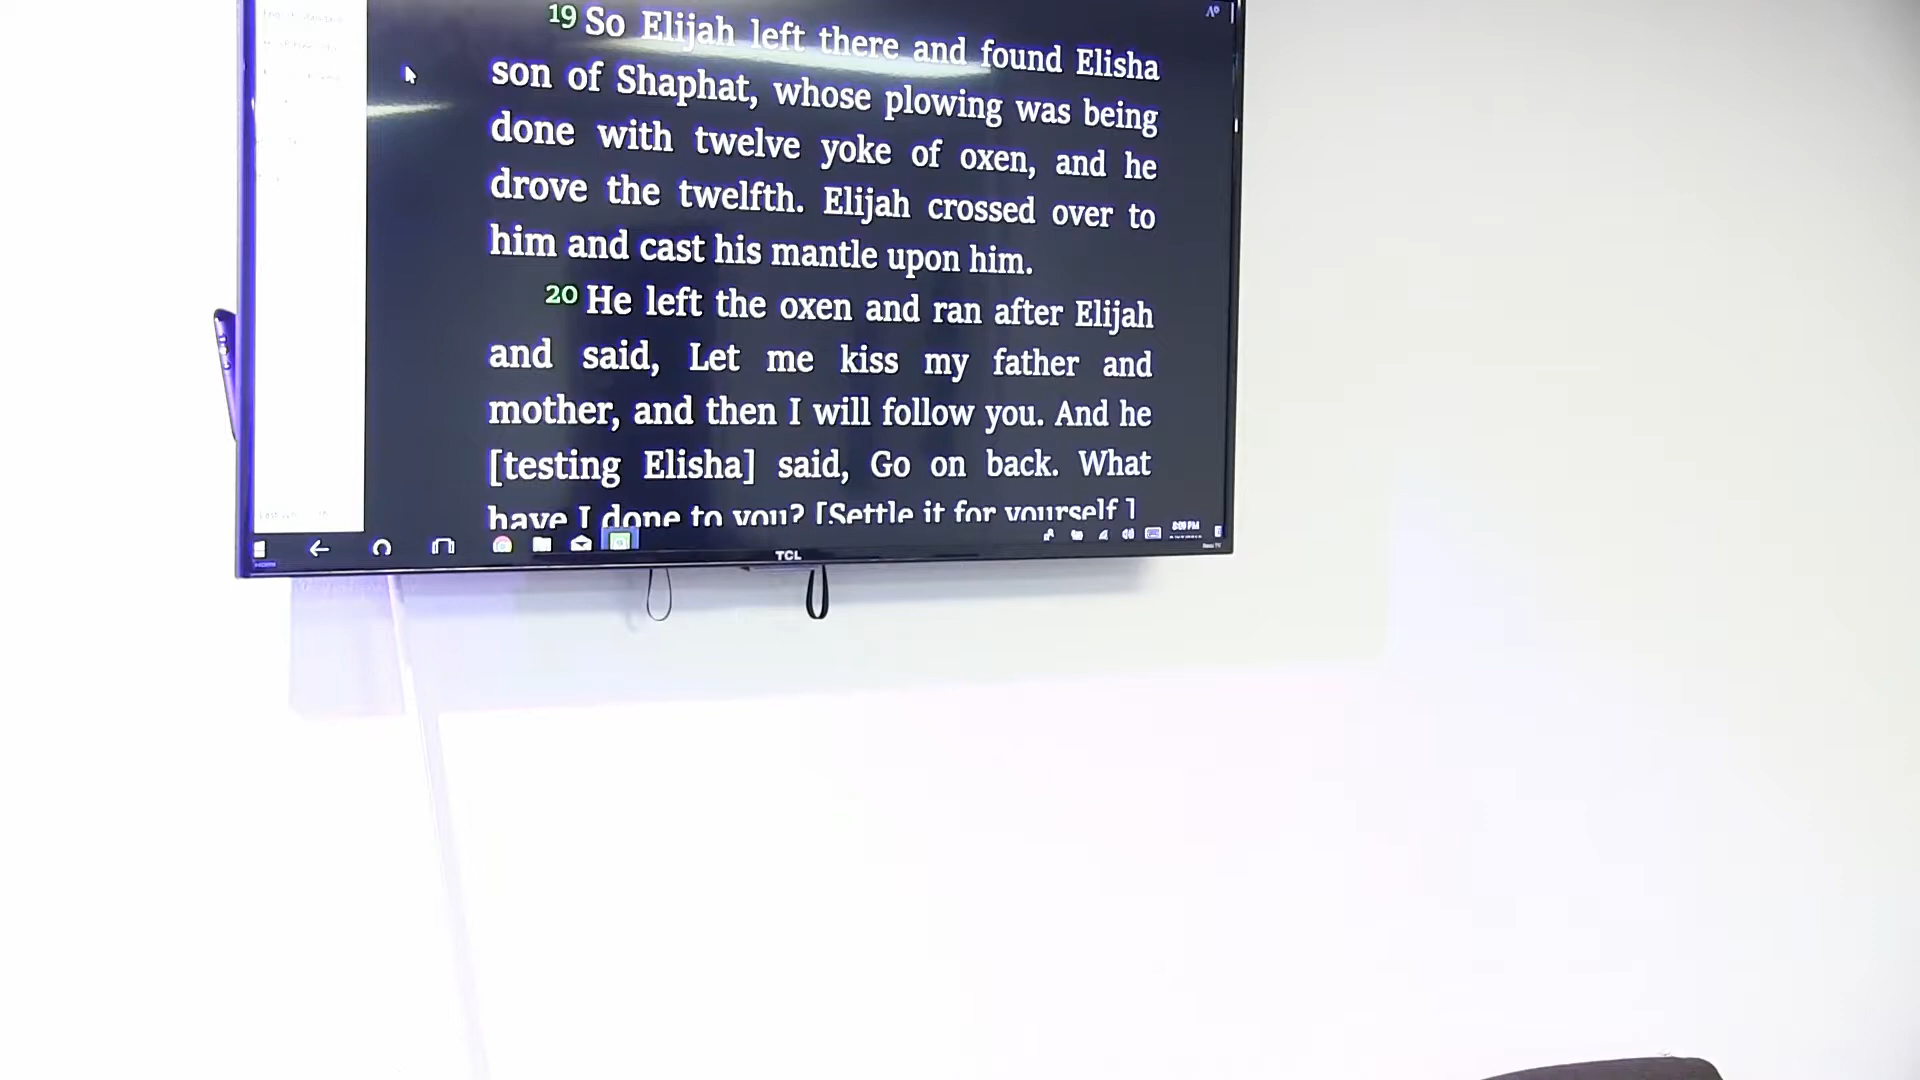 19 So Elijah left there and found Elisha
son of Shaphat, whose plowing was being
done with twelve yoke of oxen, and he
drove the twelfth. Elijah crossed over to
him and cast his mantle upon him.
20 He left the oxen and ran after Elijah
and said, Let me kiss my father and
mother, and then I will follow you. And he
[testing Elisha] said, Go on back. What
have I done to you? [Settle it for yourself.]
8:09 PM
TCL